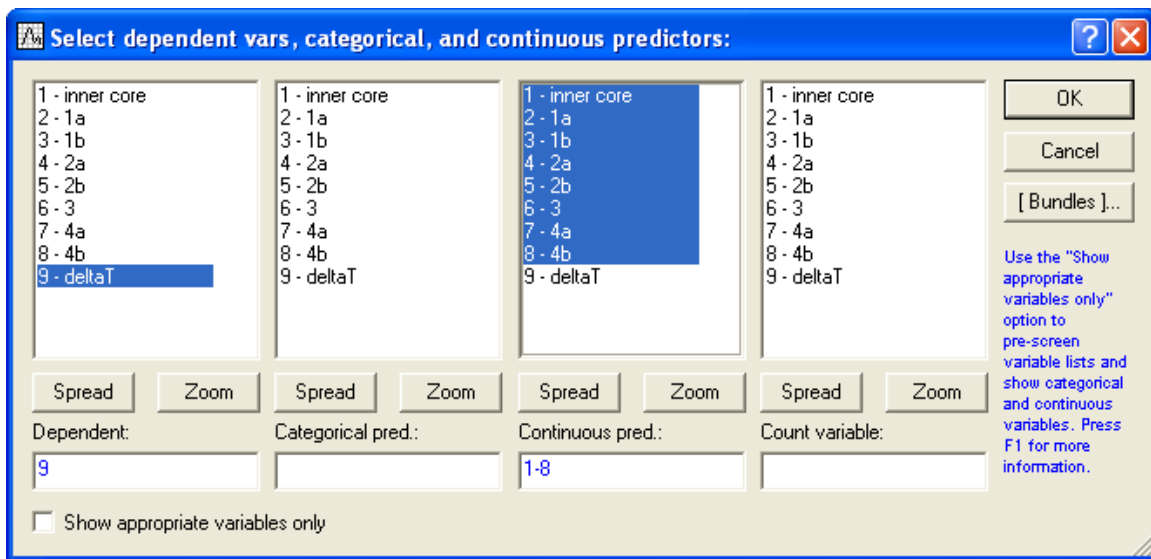 Select dependent vars, categorical, and continuous predictors:
1 - inner core
2 - 1a
3 - 1b
4 - 2a
5 - 2b
6 - 3
7 - 4a
8 - 4b
9 - deltaT
Spread
Zoom
Dependent:
9
1 - inner core
2 - 1a
3 - 1b
4 - 2a
5 - 2b
6 - 3
7 - 4a
8 - 4b
9 - deltaT
Spread
Zoom
Categorical pred.:
1 - inner core
2 - 1a
3 - 1b
4 - 2a
5 - 2b
6 - 3
7 - 4a
8 - 4b
9 - deltaT
Spread
Zoom
Continuous pred.:
1-8
1 - inner core
2 - 1a
3 - 1b
4 - 2a
5 - 2b
6 - 3
7 - 4a
8 - 4b
9 - deltaT
Spread
Zoom
Count variable:
OK
Cancel
[ Bundles ]...
Use the "Show
appropriate
variables only"
option to
pre-screen
variable lists and
show categorical
and continuous
variables. Press
F1 for more
information.
Show appropriate variables only